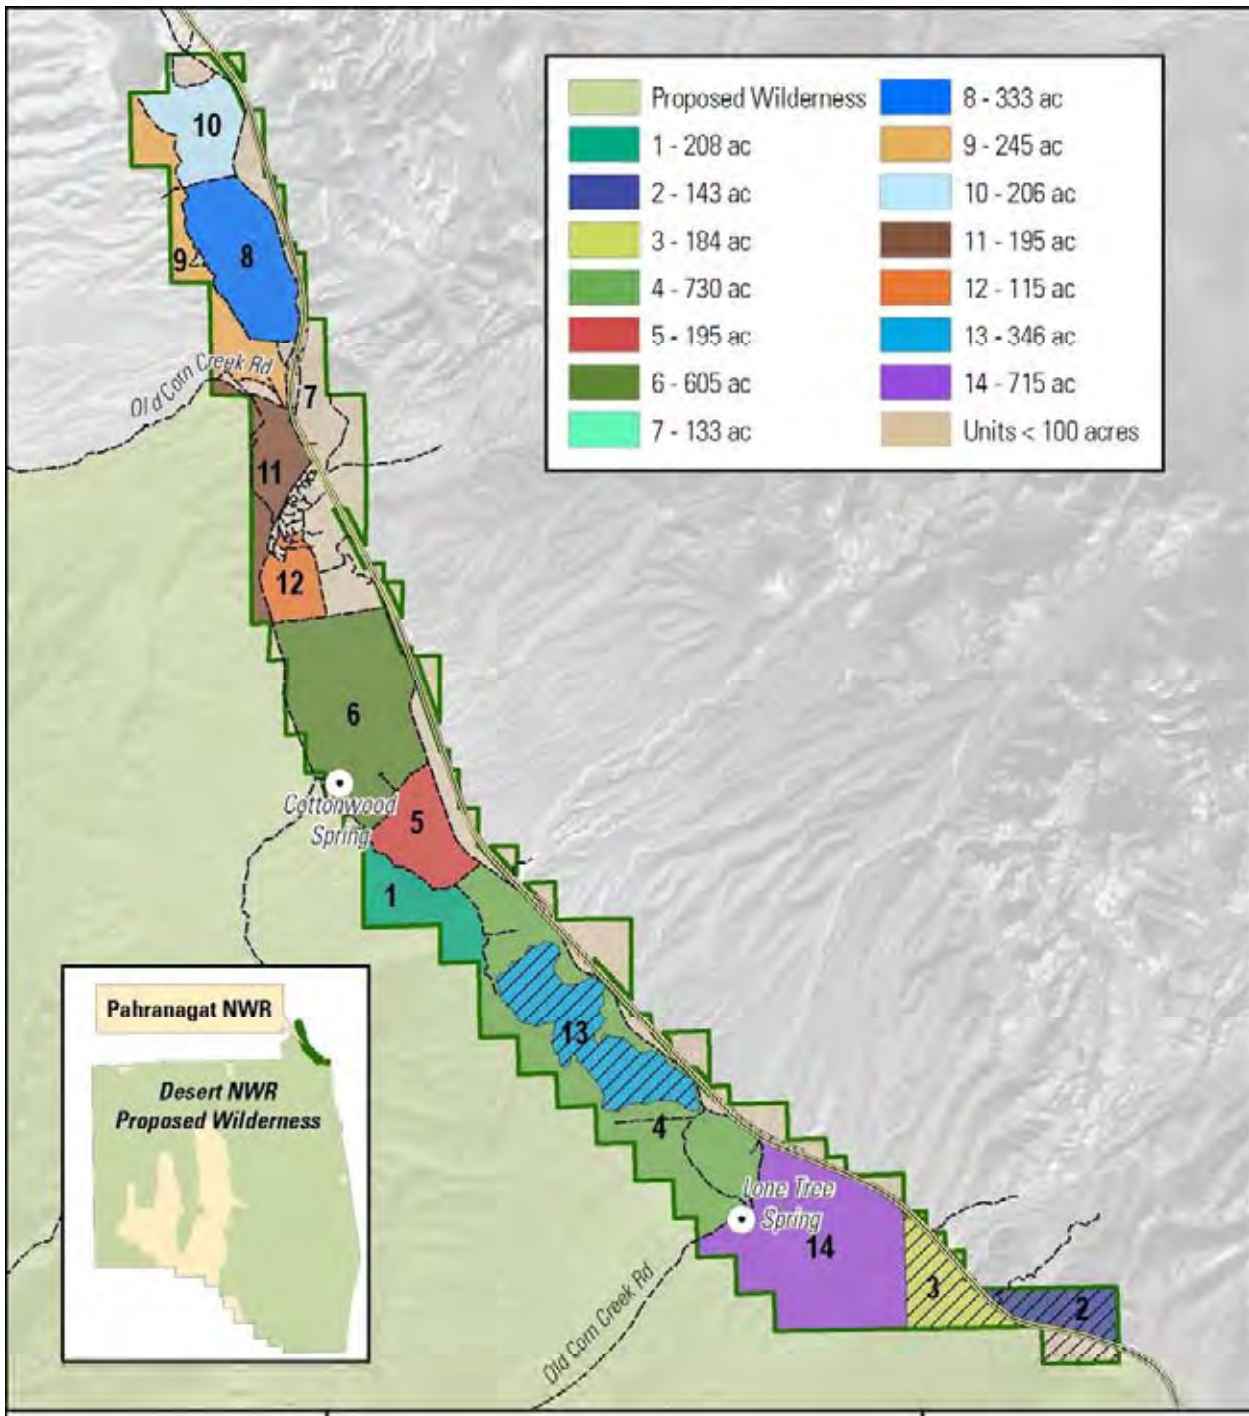 Proposed Wilderness
1 - 208 ac
2 - 143 ac
3 - 184 ac
4 - 730 ac
5 - 195 ac
6 - 605 ac
7 - 133 ac
8 - 333 ac
9 - 245 ac
10 - 206 ac
11 - 195 ac
12 - 115 ac
13 - 346 ac
14 - 715 ac
Units < 100 acres
10
8
9
Old Corn Creek Rd
7
11
12
6
Cottonwood
Spring
5
1
13
4
Lone Tree
Spring
14
3
2
Old Corn Creek Rd
Pahranagat NWR
Desert NWR
Proposed Wilderness